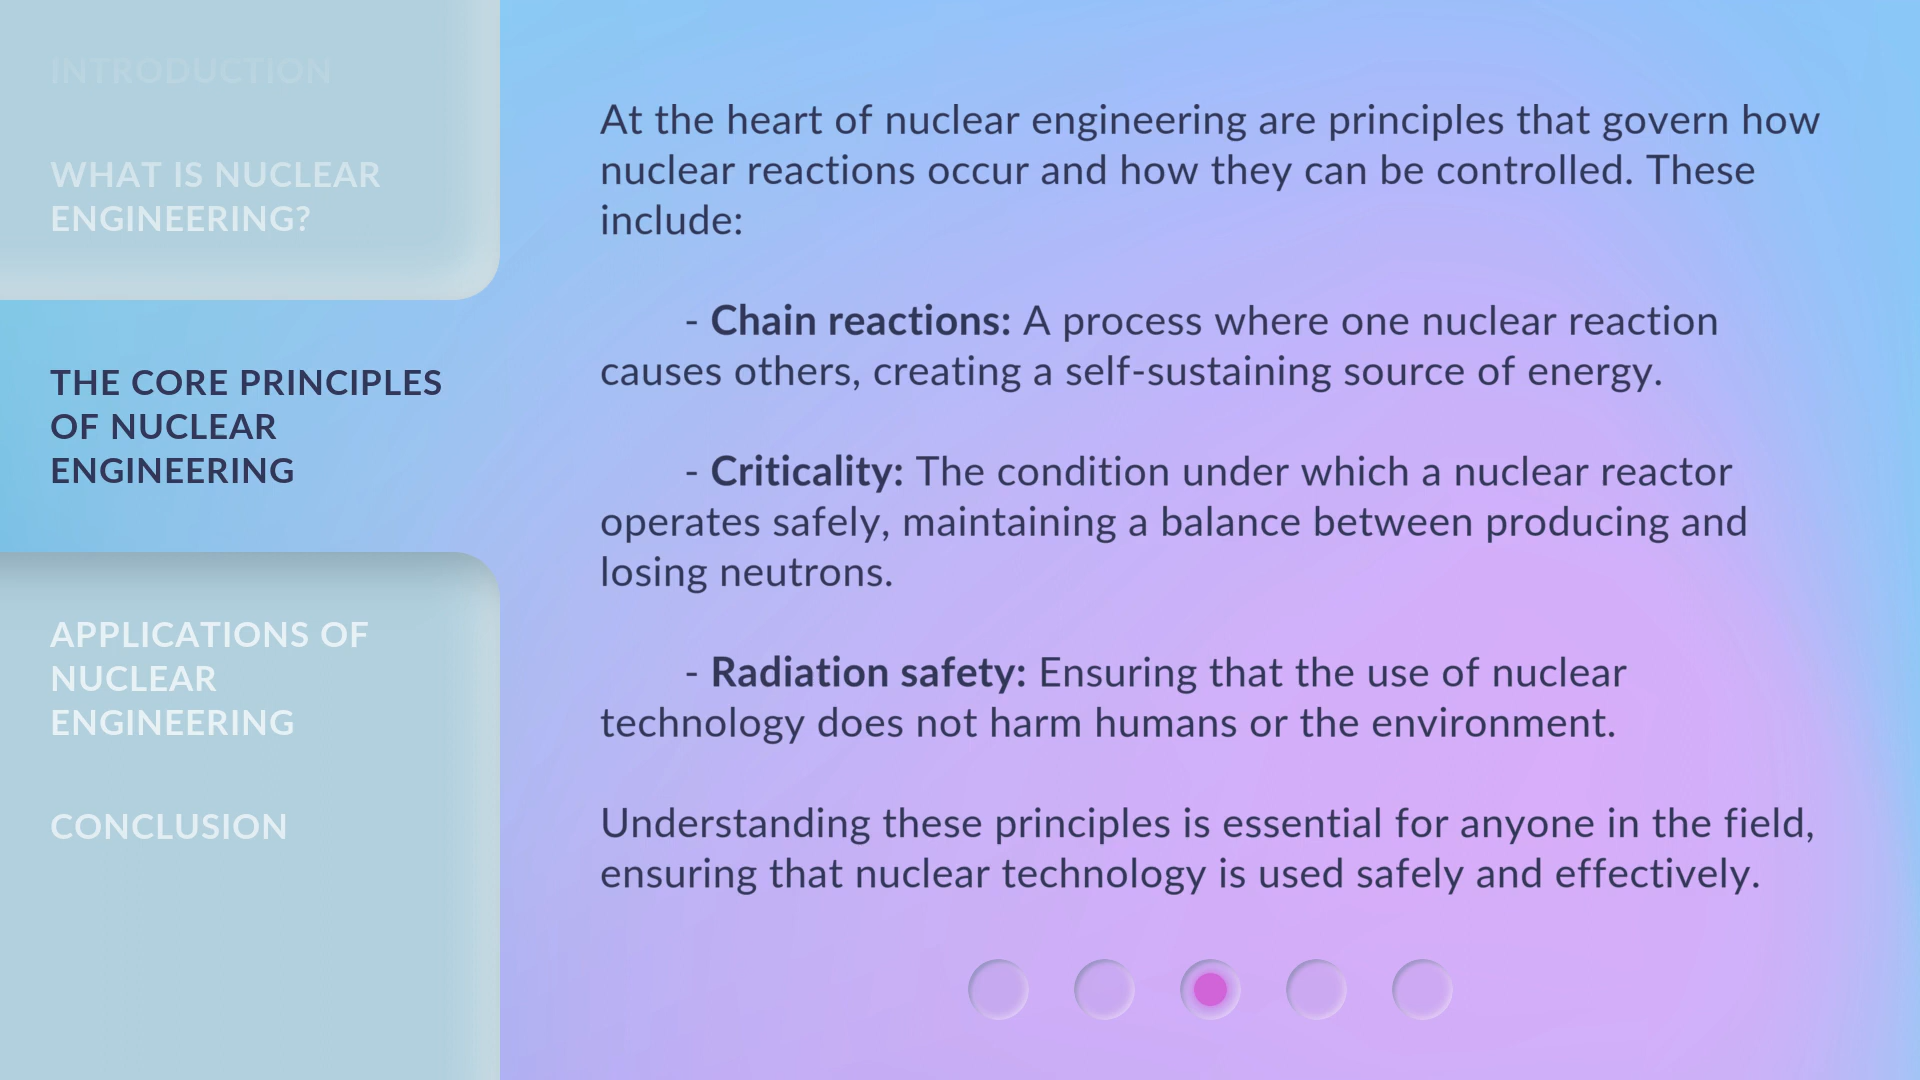 INTRODUCTION
WHAT IS NUCLEAR
ENGINEERING?
THE CORE PRINCIPLES
OF NUCLEAR
ENGINEERING
APPLICATIONS OF
NUCLEAR
ENGINEERING
CONCLUSION
At the heart of nuclear engineering are principles that govern how
nuclear reactions occur and how they can be controlled. These
include:
- Chain reactions: A process where one nuclear reaction
causes others, creating a self-sustaining source of energy.
- Criticality: The condition under which a nuclear reactor
operates safely, maintaining a balance between producing and
losing neutrons.
- Radiation safety: Ensuring that the use of nuclear
technology does not harm humans or the environment.
Understanding these principles is essential for anyone in the field,
ensuring that nuclear technology is used safely and effectively.